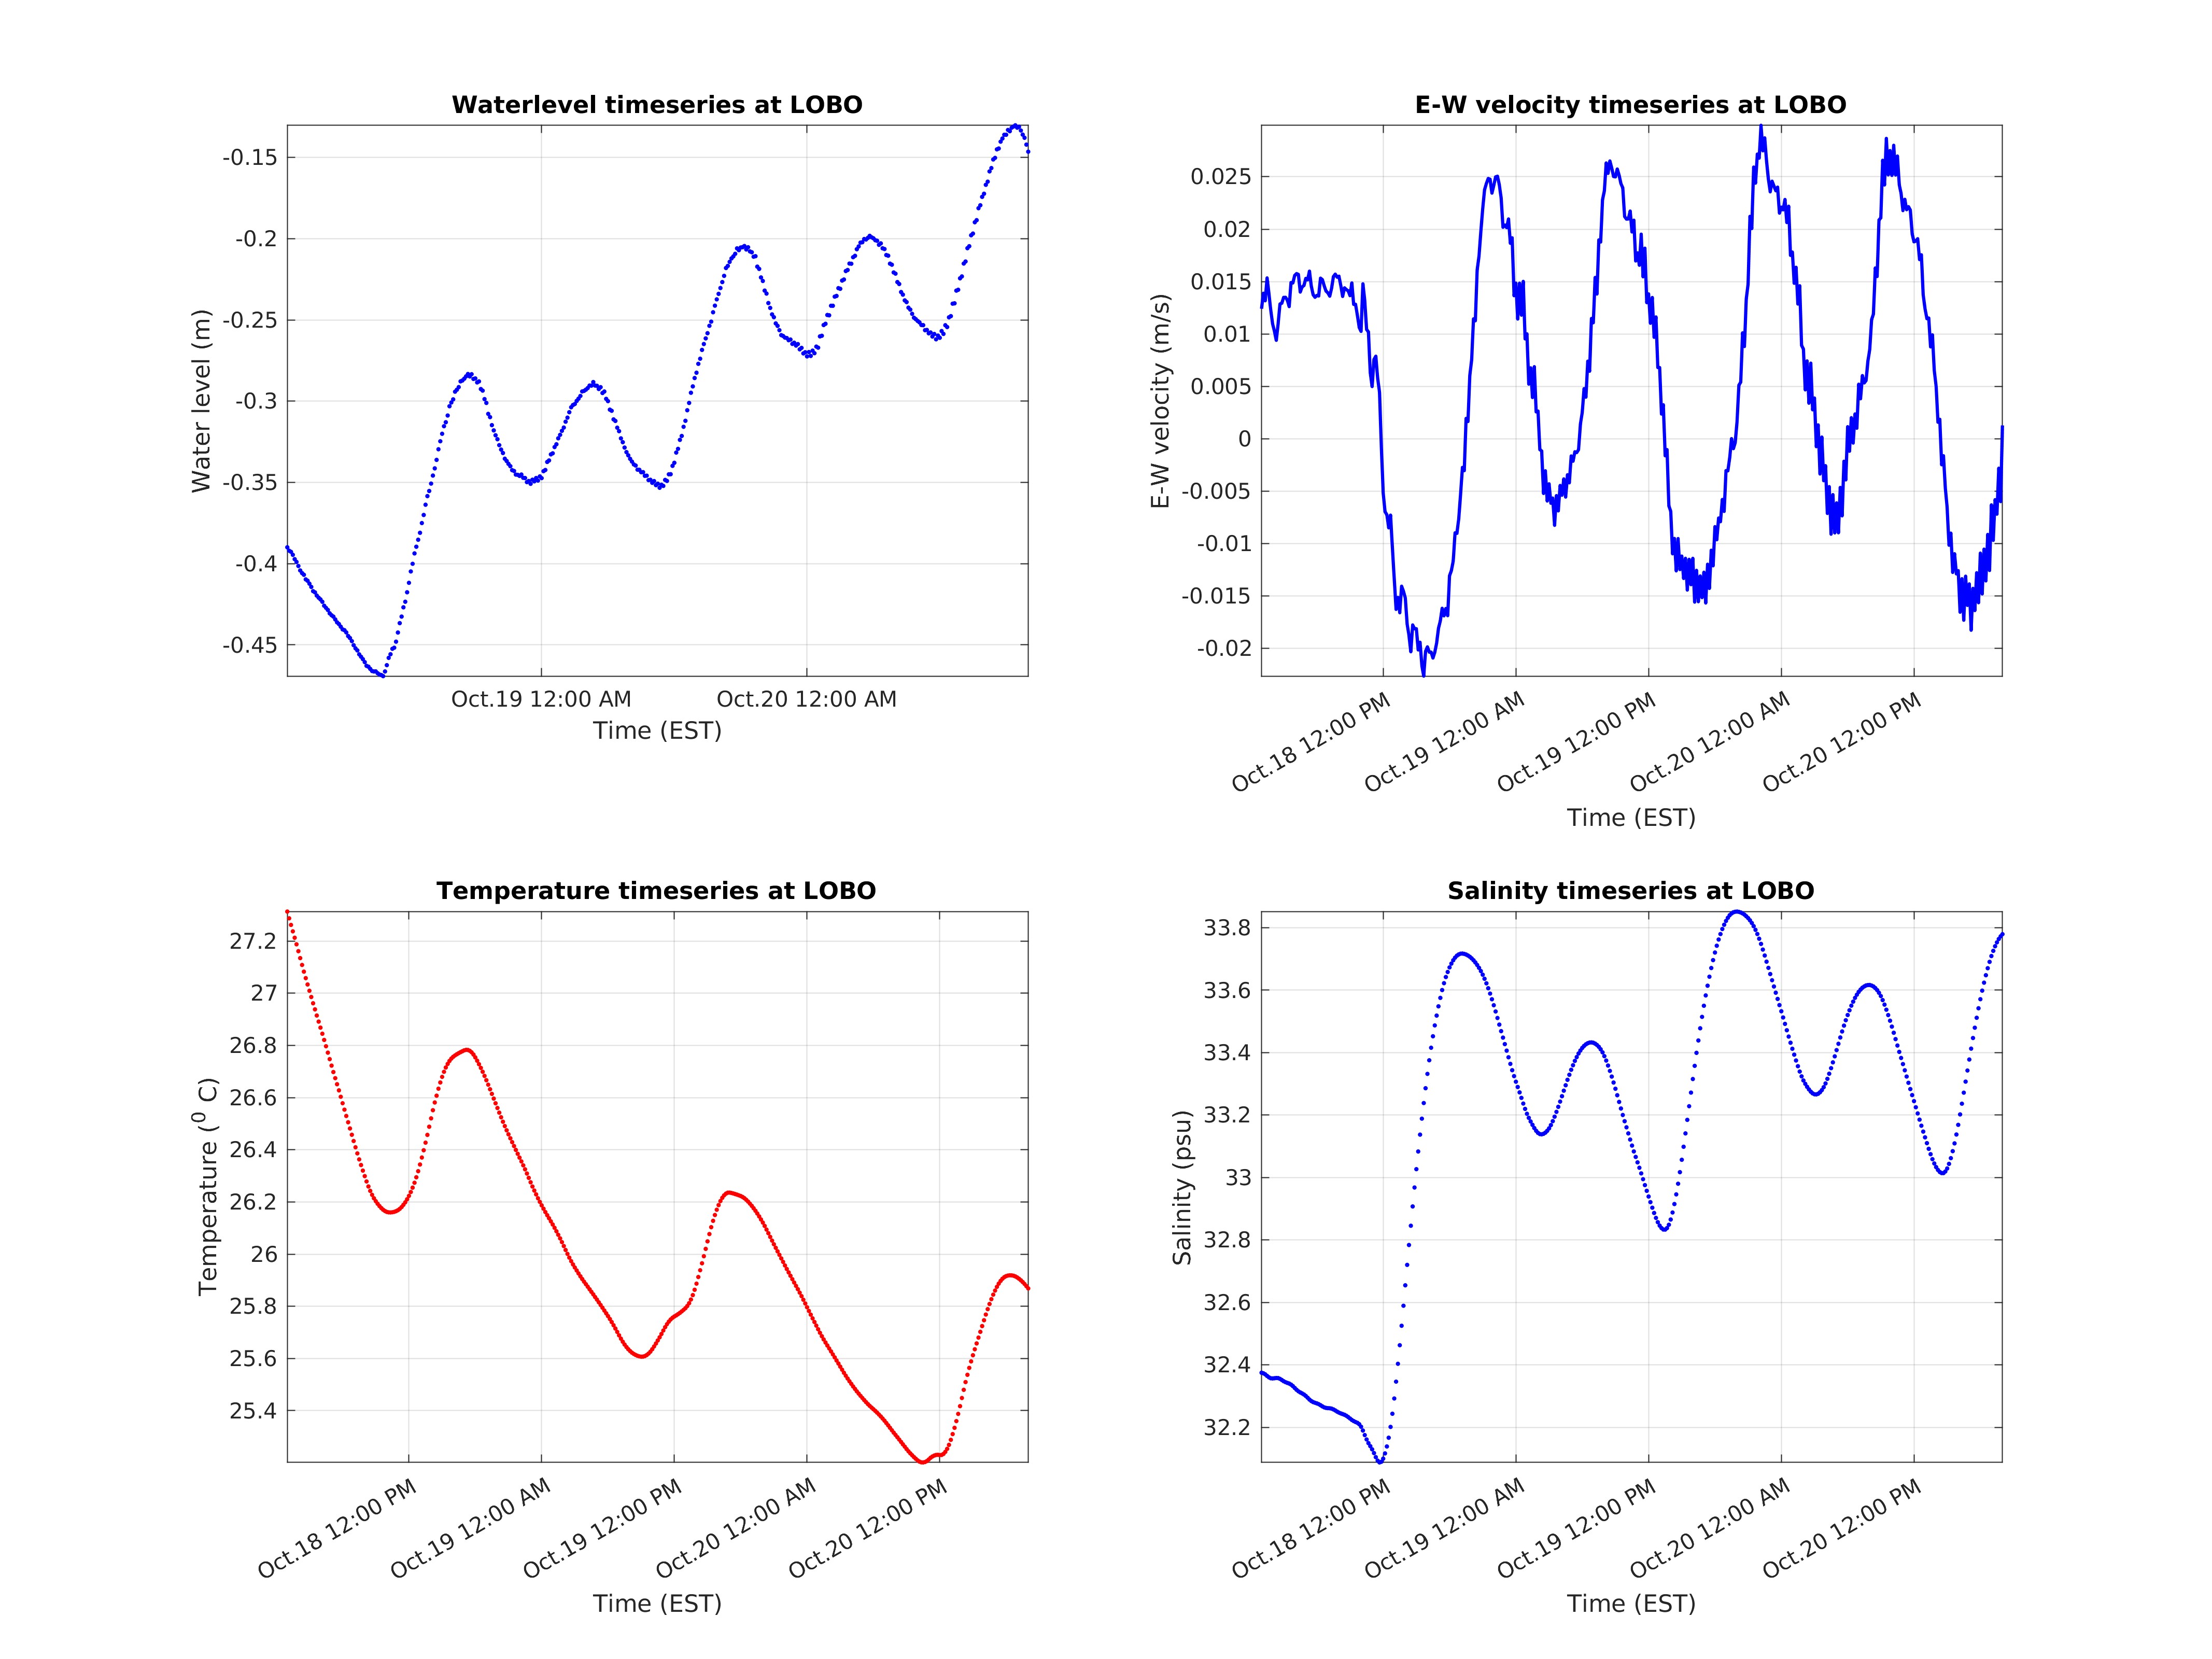 Waterlevel timeseries at LOBO
-0.15
-0.2
-0.25
-0.3
-0.35
-0.4
-0.45
Water level (m)
Oct.19 12:00 AM
Oct.20 12:00 AM
Time (EST)
E-W velocity timeseries at LOBO
0.025
0.02
0.015
0.01
0.005
0
-0.005
-0.01
-0.015
-0.02
E-W velocity (m/s)
Oct.18 12:00 PM
Oct.19 12:00 AM
Oct.19 12:00 PM
Oct.20 12:00 AM
Oct.20 12:00 PM
Time (EST)
Temperature timeseries at LOBO
27.2
27
26.8
26.6
26.4
26.2
26
25.8
25.6
25.4
Temperature (⁰ C)
Oct.18 12:00 PM
Oct.19 12:00 AM
Oct.19 12:00 PM
Oct.20 12:00 AM
Oct.20 12:00 PM
Time (EST)
Salinity timeseries at LOBO
33.8
33.6
33.4
33.2
33
32.8
32.6
32.4
32.2
Salinity (psu)
Oct.18 12:00 PM
Oct.19 12:00 AM
Oct.19 12:00 PM
Oct.20 12:00 AM
Oct.20 12:00 PM
Time (EST)